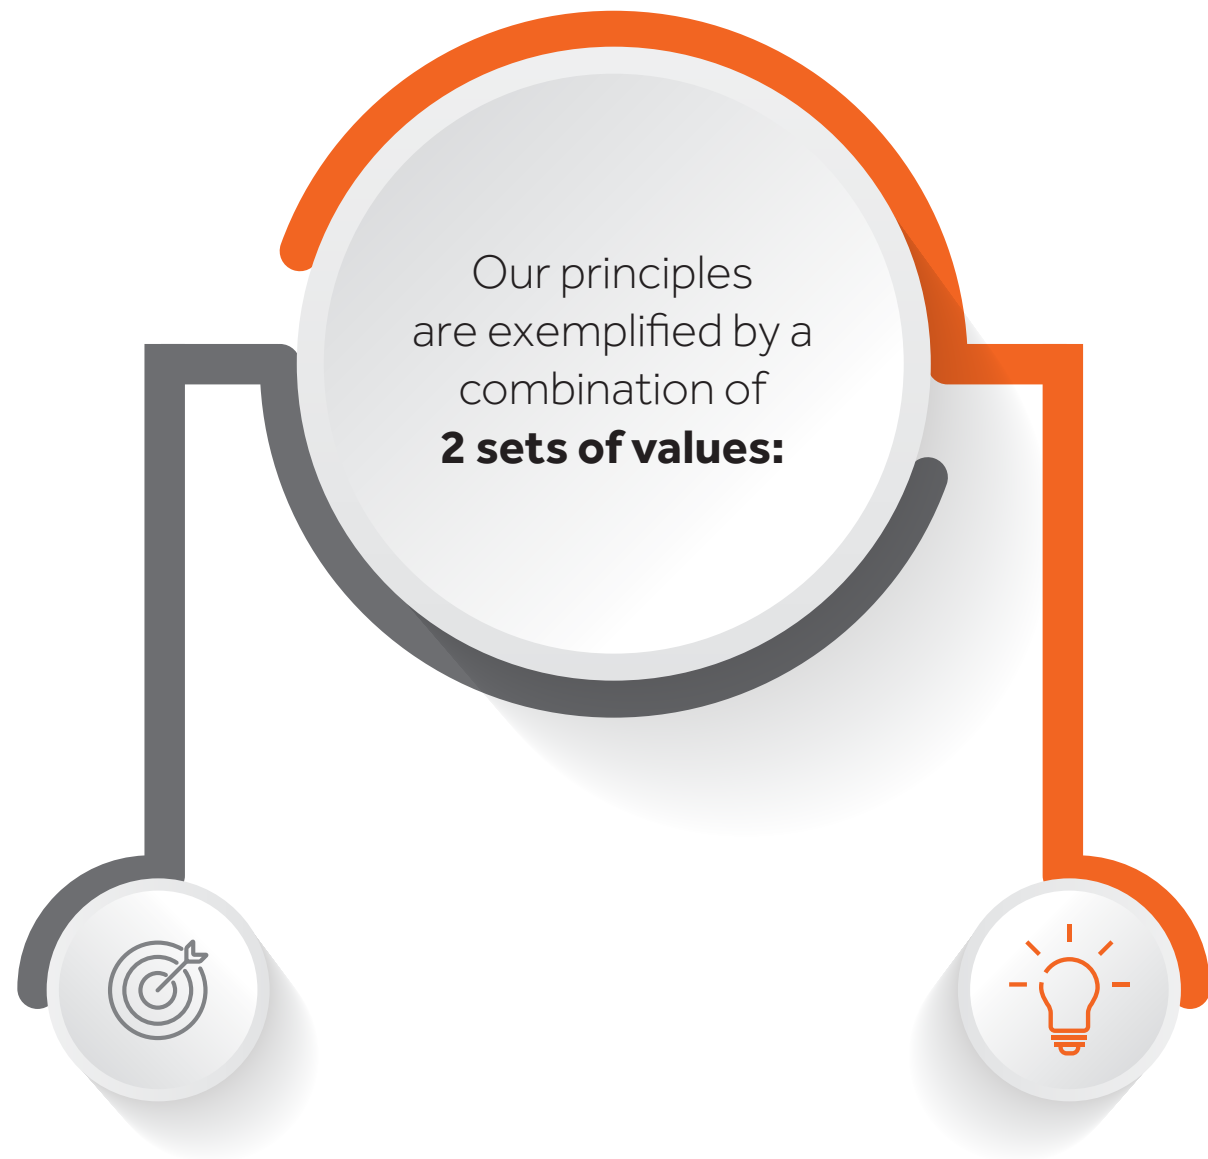 Our principles
are exemplified by a
combination of
2 sets of values: